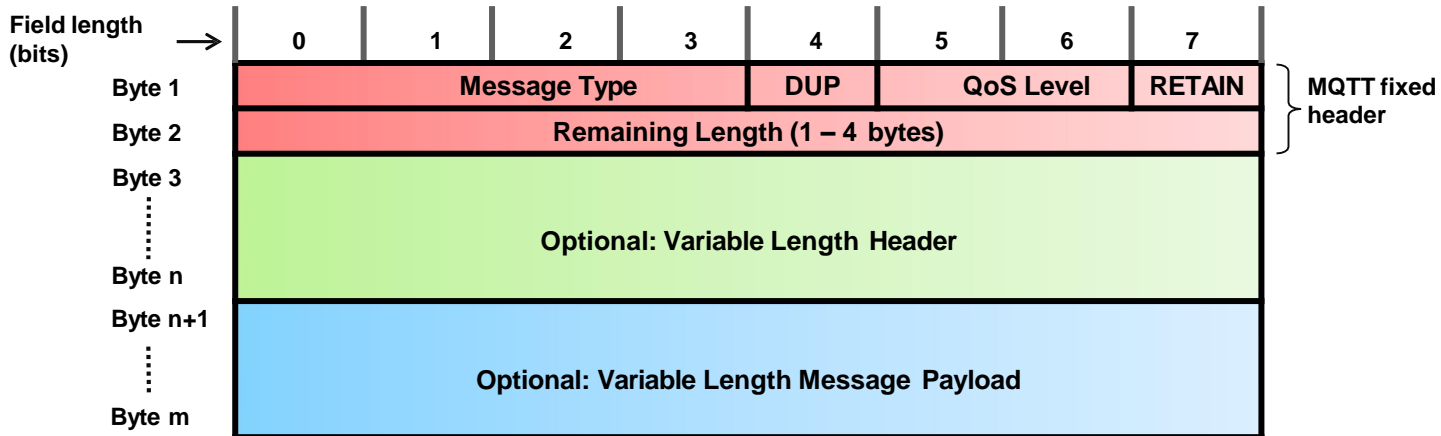 Field length
(bits)
0 1 2 3 4 5 6 7
Byte 1
Message Type DUP QoS Level RETAIN
MQTT fixed
header
Byte 2
Remaining Length (1 – 4 bytes)
Byte 3
Optional: Variable Length Header
Byte n
Byte n+1
Optional: Variable Length Message Payload
Byte m